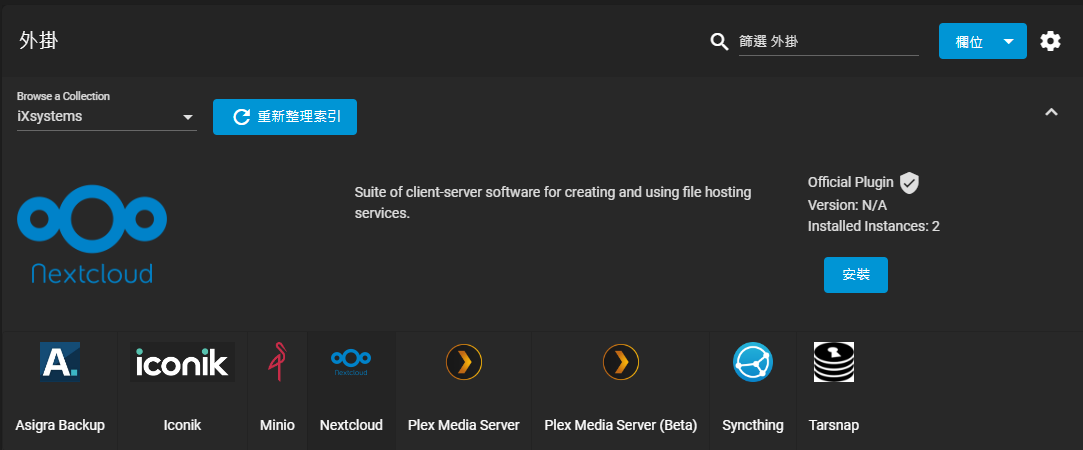 外掛
篩選 外掛
欄位
Browse a Collection
iXsystems
重新整理索引
Suite of client-server software for creating and using file hosting
services.
Official Plugin
Version: N/A
Installed Instances: 2
安裝
Nextcloud
A.
iconik
Nextcloud
Asigra Backup
Iconik
Minio
Nextcloud
Plex Media Server
Plex Media Server (Beta)
Syncthing
Tarsnap